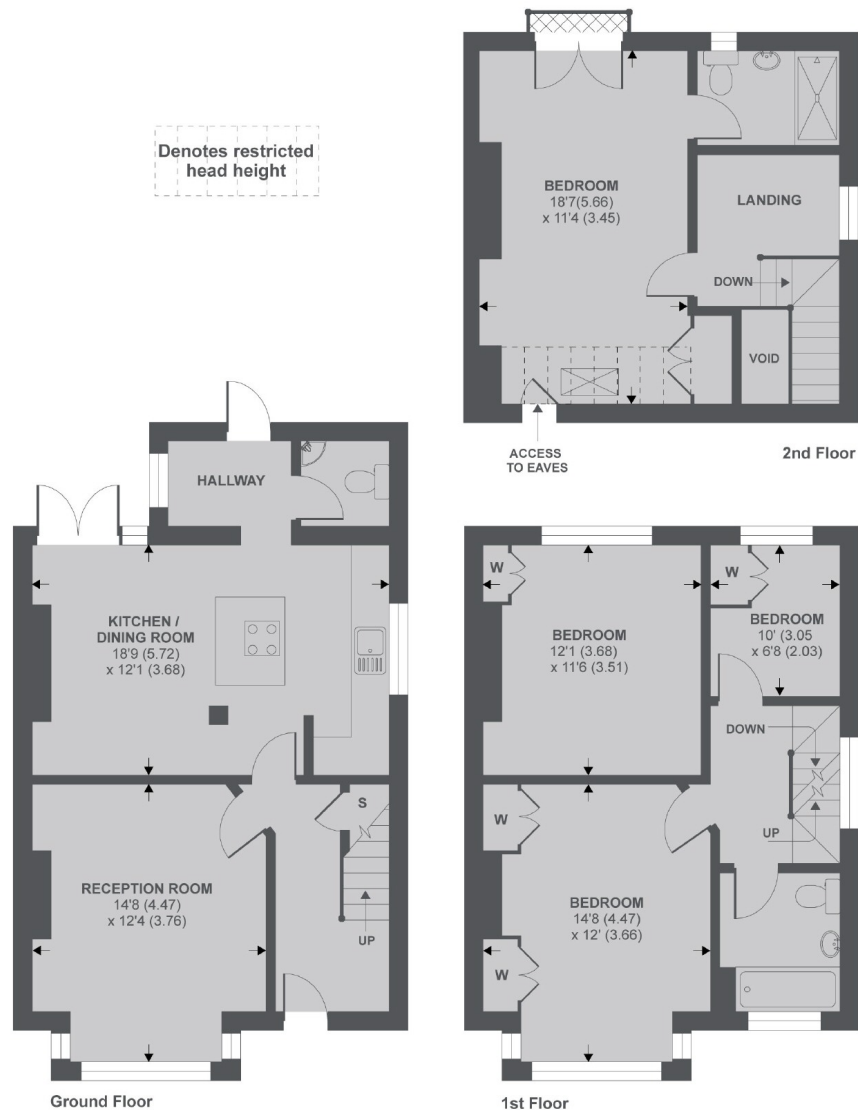 Denotes restricted
head height
BEDROOM
18'7(5.66)
x 11'4 (3.45)
LANDING
DOWN
VOID
ACCESS
TO EAVES
2nd Floor
HALLWAY
KITCHEN /
DINING ROOM
18'9 (5.72)
x 12'1 (3.68)
S
RECEPTION ROOM
14'8 (4.47)
x 12'4 (3.76)
UP
Ground Floor
W
BEDROOM
12'1 (3.68)
x 11'6 (3.51)
W
BEDROOM
10' (3.05
x 6'8 (2.03)
DOWN
UP
W
BEDROOM
14'8 (4.47)
x 12' (3.66)
W
1st Floor